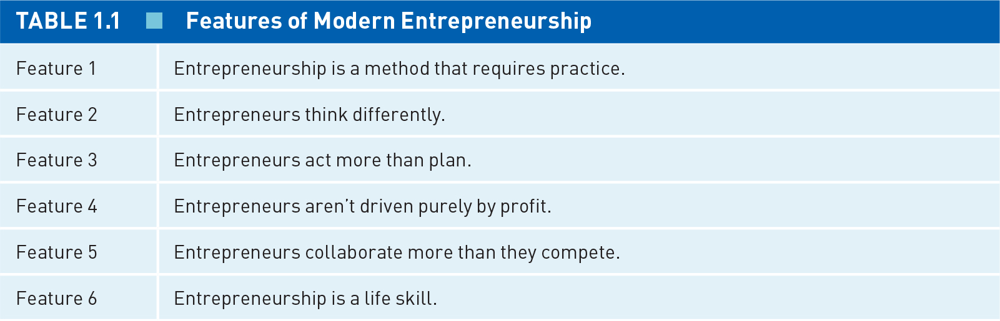 TABLE 1.1 Features of Modern Entrepreneurship
Feature 1 Entrepreneurship is a method that requires practice.
Feature 2 Entrepreneurs think differently.
Feature 3 Entrepreneurs act more than plan.
Feature 4 Entrepreneurs aren’t driven purely by profit.
Feature 5 Entrepreneurs collaborate more than they compete.
Feature 6 Entrepreneurship is a life skill.